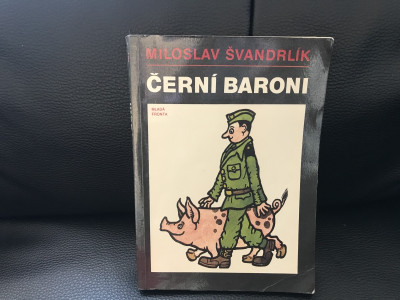 MILOSLAV ŠVANDRLÍK
ČERNÍ BARONI
MLADÁ
FRONTA